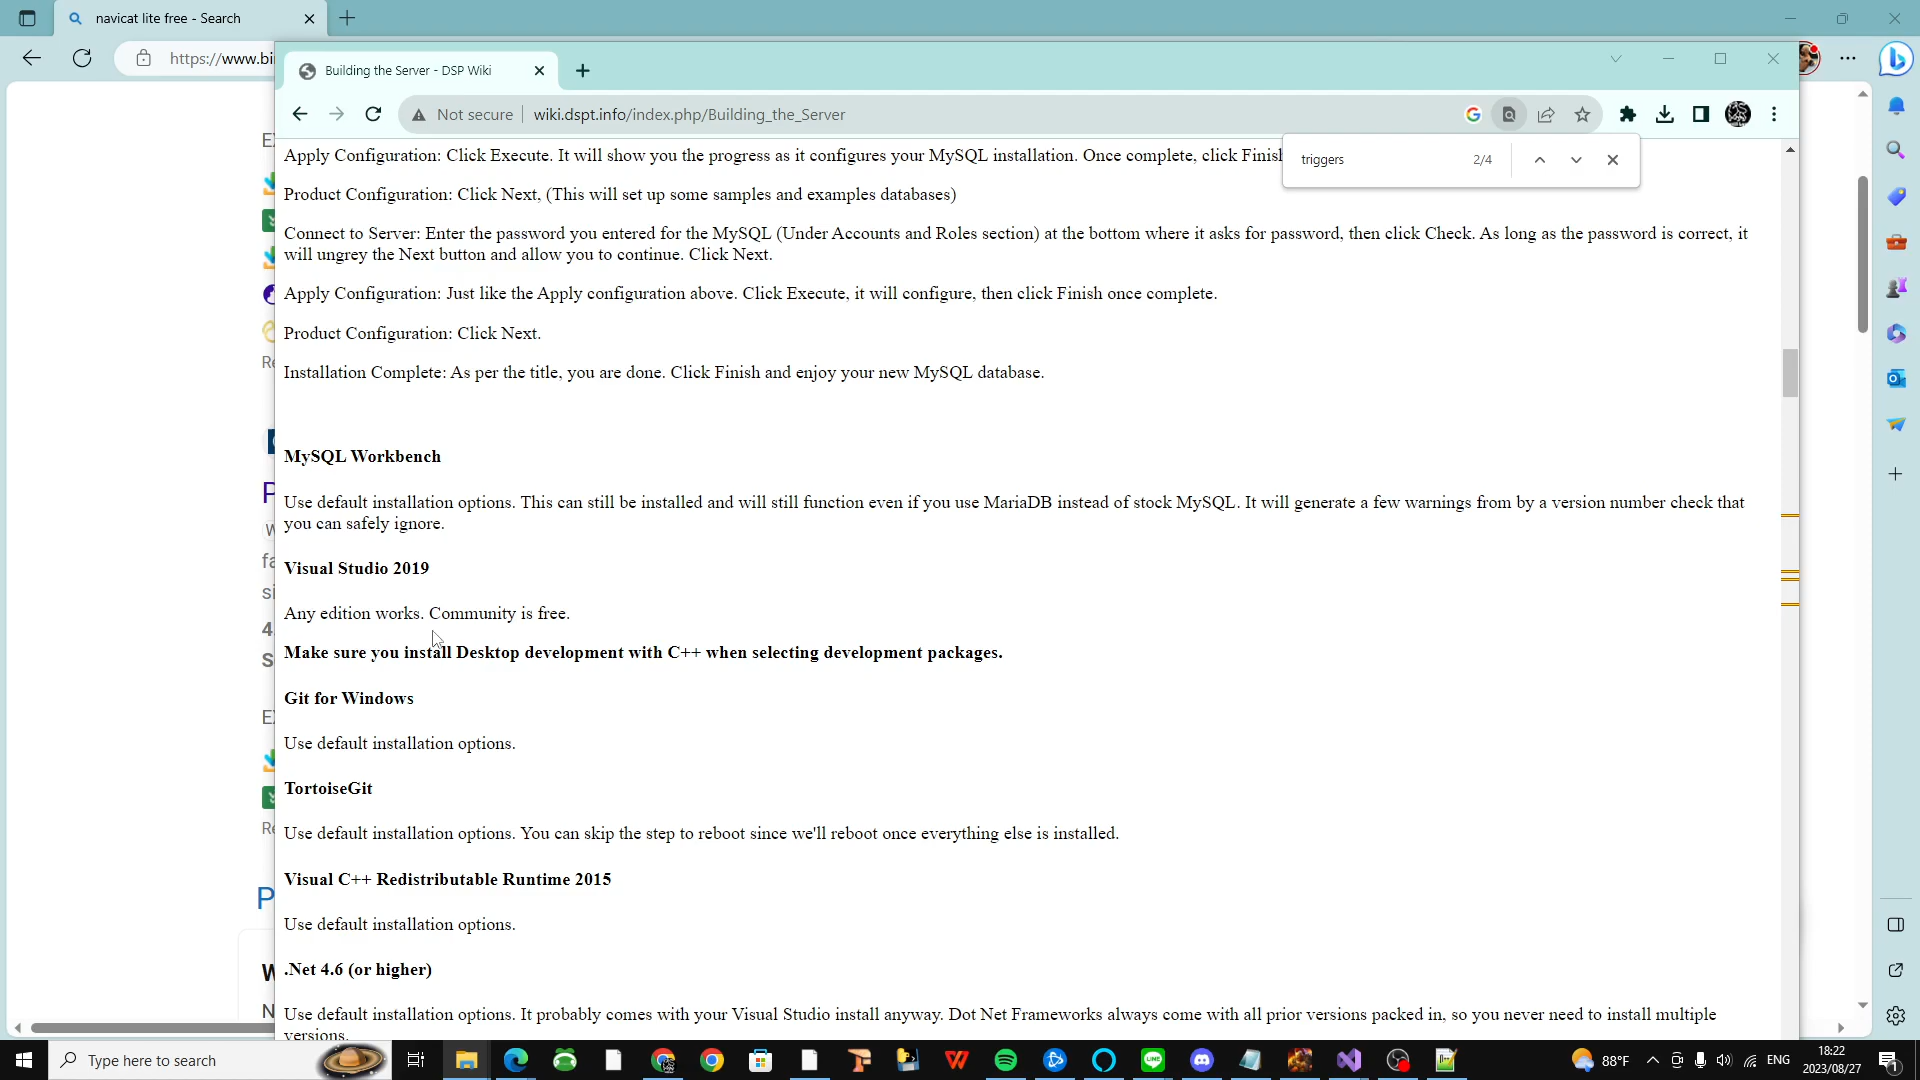 navicat lite free - Search
https://www.bi
Building the Server - DSP Wiki
Not secure
wiki.dspt.info/index.php/Building_the_Server
triggers
2/4
Apply Configuration: Click Execute. It will show you the progress as it configures your MySQL installation. Once complete, click Finish
Product Configuration: Click Next, (This will set up some samples and examples databases)
Connect to Server: Enter the password you entered for the MySQL (Under Accounts and Roles section) at the bottom where it asks for password, then click Check. As long as the password is correct, it
will ungrey the Next button and allow you to continue. Click Next.
Apply Configuration: Just like the Apply configuration above. Click Execute, it will configure, then click Finish once complete.
Product Configuration: Click Next.
Installation Complete: As per the title, you are done. Click Finish and enjoy your new MySQL database.
MySQL Workbench
Use default installation options. This can still be installed and will still function even if you use MariaDB instead of stock MySQL. It will generate a few warnings from by a version number check that
you can safely ignore.
Visual Studio 2019
Any edition works. Community is free.
Make sure you install Desktop development with C++ when selecting development packages.
Git for Windows
Use default installation options.
TortoiseGit
Use default installation options. You can skip the step to reboot since we'll reboot once everything else is installed.
Visual C++ Redistributable Runtime 2015
Use default installation options.
.Net 4.6 (or higher)
Use default installation options. It probably comes with your Visual Studio install anyway. Dot Net Frameworks always come with all prior versions packed in, so you never need to install multiple
versions.
Type here to search
88°F
ENG
18:22
2023/08/27
1